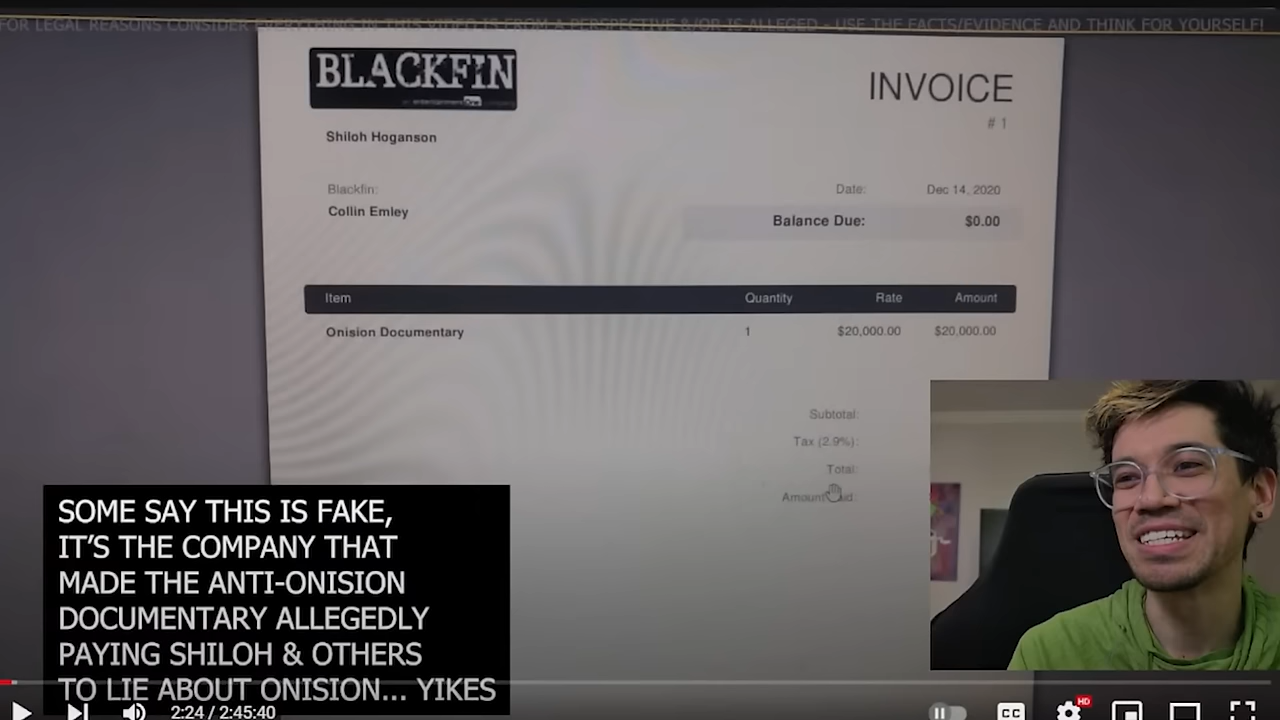 FOR LEGAL REASONS CONSIDER EVERYTHING IN THIS VIDEO IS FROM A PERSPECTIVE &/OR IS ALLEGED - USE THE FACTS/EVIDENCE AND THINK FOR YOURSELF!
BLACKFIN
INVOICE
# 1
Shiloh Hoganson
Blackfin:
Collin Emley
Date: Dec 14, 2020
Balance Due: $0.00
Item Quantity Rate Amount
Onision Documentary 1 $20,000.00 $20,000.00
Subtotal:
Tax (2.9%):
Total:
SOME SAY THIS IS FAKE,
IT'S THE COMPANY THAT
MADE THE ANTI-ONISION
DOCUMENTARY ALLEGEDLY
PAYING SHILOH & OTHERS
TO LIE ABOUT ONISION... YIKES
2:24 / 2:45:40
CC
HD